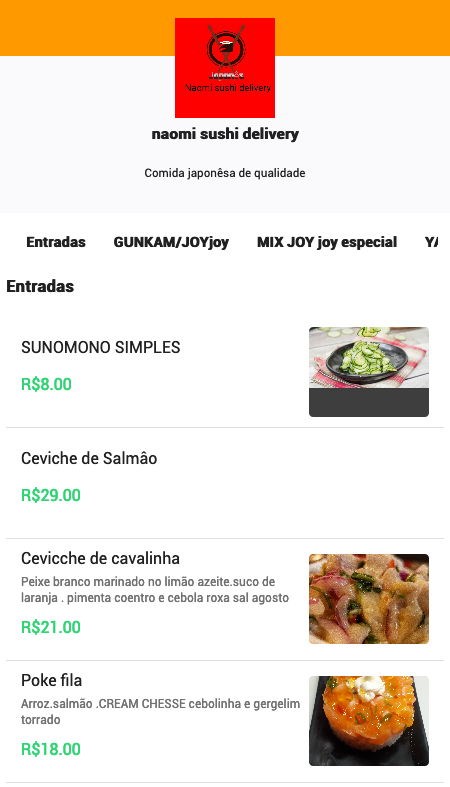 Naomi sushi delivery
naomi sushi delivery
Comida japonêsa de qualidade
Entradas GUNKAM/JOYjoy MIX JOY joy especial
Entradas
SUNOMONO SIMPLES
R$8.00
Ceviche de Salmâo
R$29.00
Cevicche de cavalinha
Peixe branco marinado no limão azeite.suco de
laranja . pimenta coentro e cebola roxa sal agosto
R$21.00
Poke fila
Arroz.salmão .CREAM CHESSE cebolinha e gergelim
torrado
R$18.00